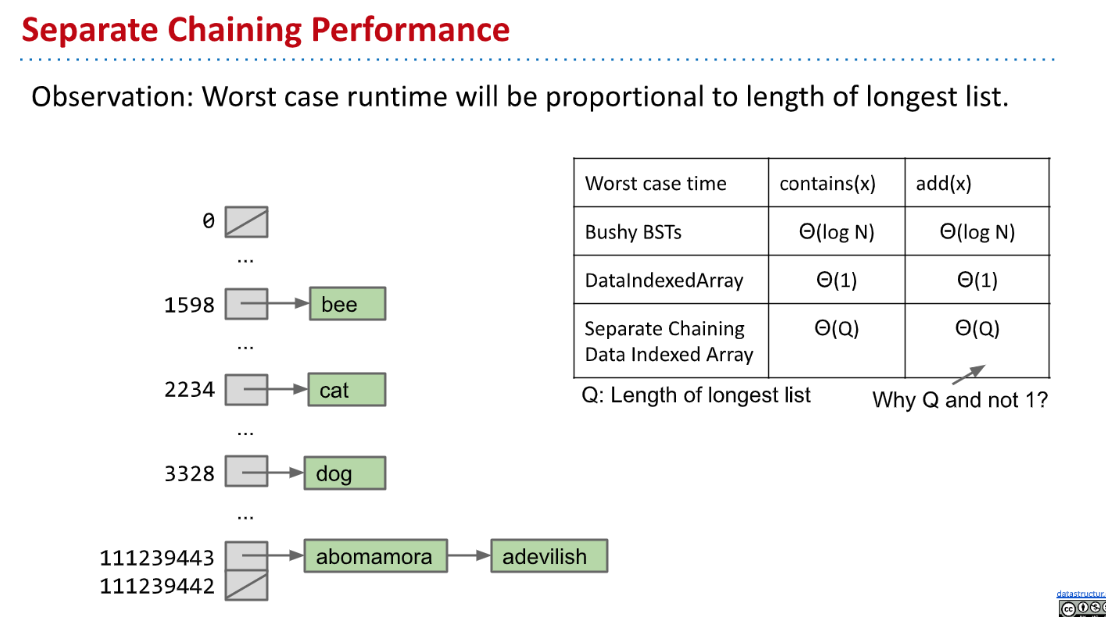 Separate Chaining Performance
Observation: Worst case runtime will be proportional to length of longest list.
0
...
1598 bee
...
2234 cat
...
3328 dog
...
111239443 abomamora adevilish
111239442
Worst case time contains(x) add(x)
Bushy BSTs Θ(log N) Θ(log N)
DataIndexedArray Θ(1) Θ(1)
Separate Chaining Θ(Q) Θ(Q)
Data Indexed Array
Q: Length of longest list
Why Q and not 1?
datastructur.
cc